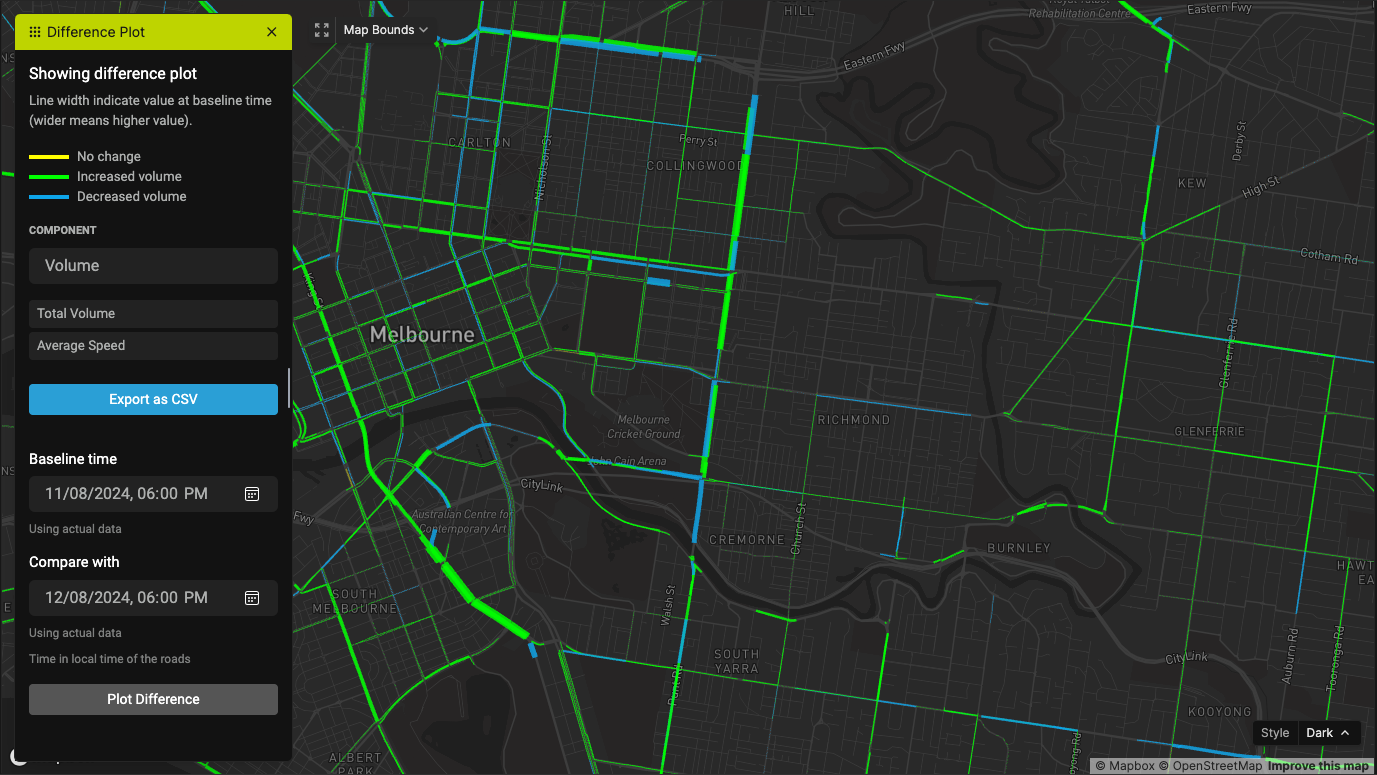 Difference Plot
Showing difference plot
Line width indicate value at baseline time
(wider means higher value).
No change
Increased volume
Decreased volume
COMPONENT
Volume
Total Volume
Average Speed
Export as CSV
Baseline time
11/08/2024, 06:00 PM
Using actual data
Compare with
12/08/2024, 06:00 PM
Using actual data
Time in local time of the roads
Plot Difference
Map Bounds
HILL
Rehabilitation Centre
Eastern Fwy
Eastern Fwy
CARLTON
Nicholson St
Perry St
COLLINGWOOD
Derby St
KEW
High St
Cotham Rd
King St
Melbourne
Glenferrie Rd
Melbourne
Cricket Ground
RICHMOND
GLENFERRIE
John Cain Arena
CityLink
Fwy
Australian Centre for
Contemporary Art
CREMORNE
Church St
BURNLEY
HAWT
EA
SOUTH
MELBOURNE
Walsh St
SOUTH
YARRA
Punt Rd
CityLink
Auburn Rd
Tooronga Rd
KOOYONG
ALBERT
PARK
Style
Dark
© Mapbox © OpenStreetMap Improve this map